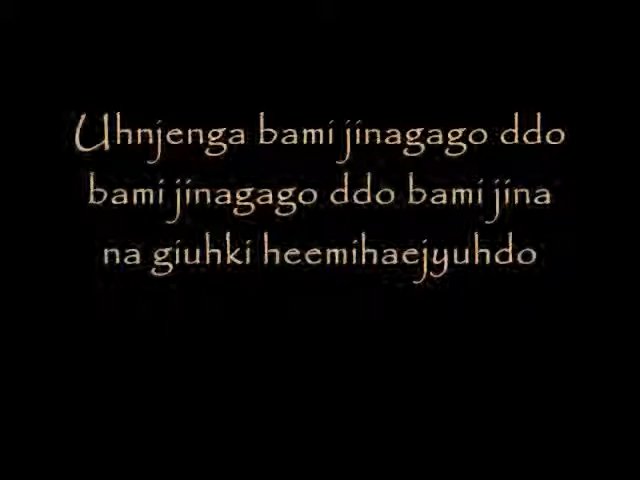 Uhnjenga bami jinagago ddo
bami jinagago ddo bami jina
na giuhki heemihaejyuhdo